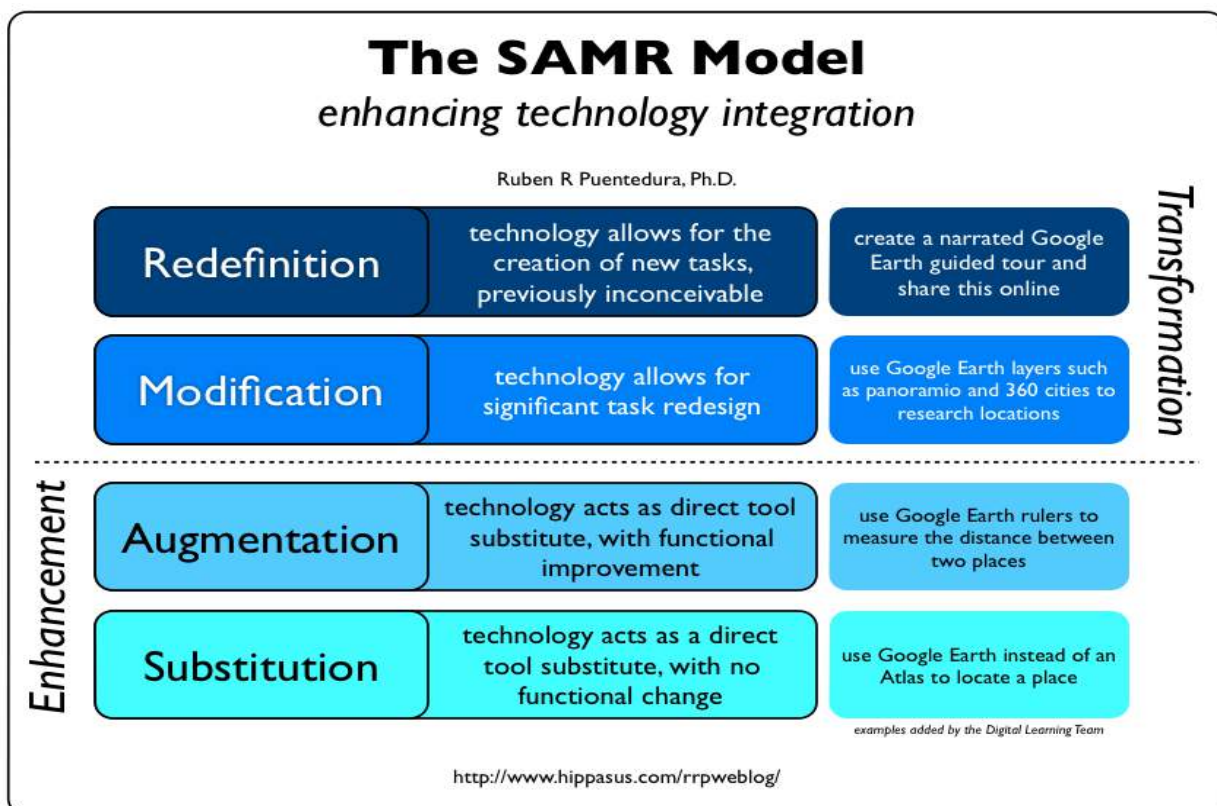 The SAMR Model
enhancing technology integration
Ruben R Puentedura, Ph.D.
Transformation
Redefinition
technology allows for the
creation of new tasks,
previously inconceivable
create a narrated Google
Earth guided tour and
share this online
Modification
technology allows for
significant task redesign
use Google Earth layers such
as panoramio and 360 cities to
research locations
Enhancement
Augmentation
technology acts as direct tool
substitute, with functional
improvement
use Google Earth rulers to
measure the distance between
two places
Substitution
technology acts as a direct
tool substitute, with no
functional change
use Google Earth instead of an
Atlas to locate a place
examples added by the Digital Learning Team
http://www.hippasus.com/rrpweblog/